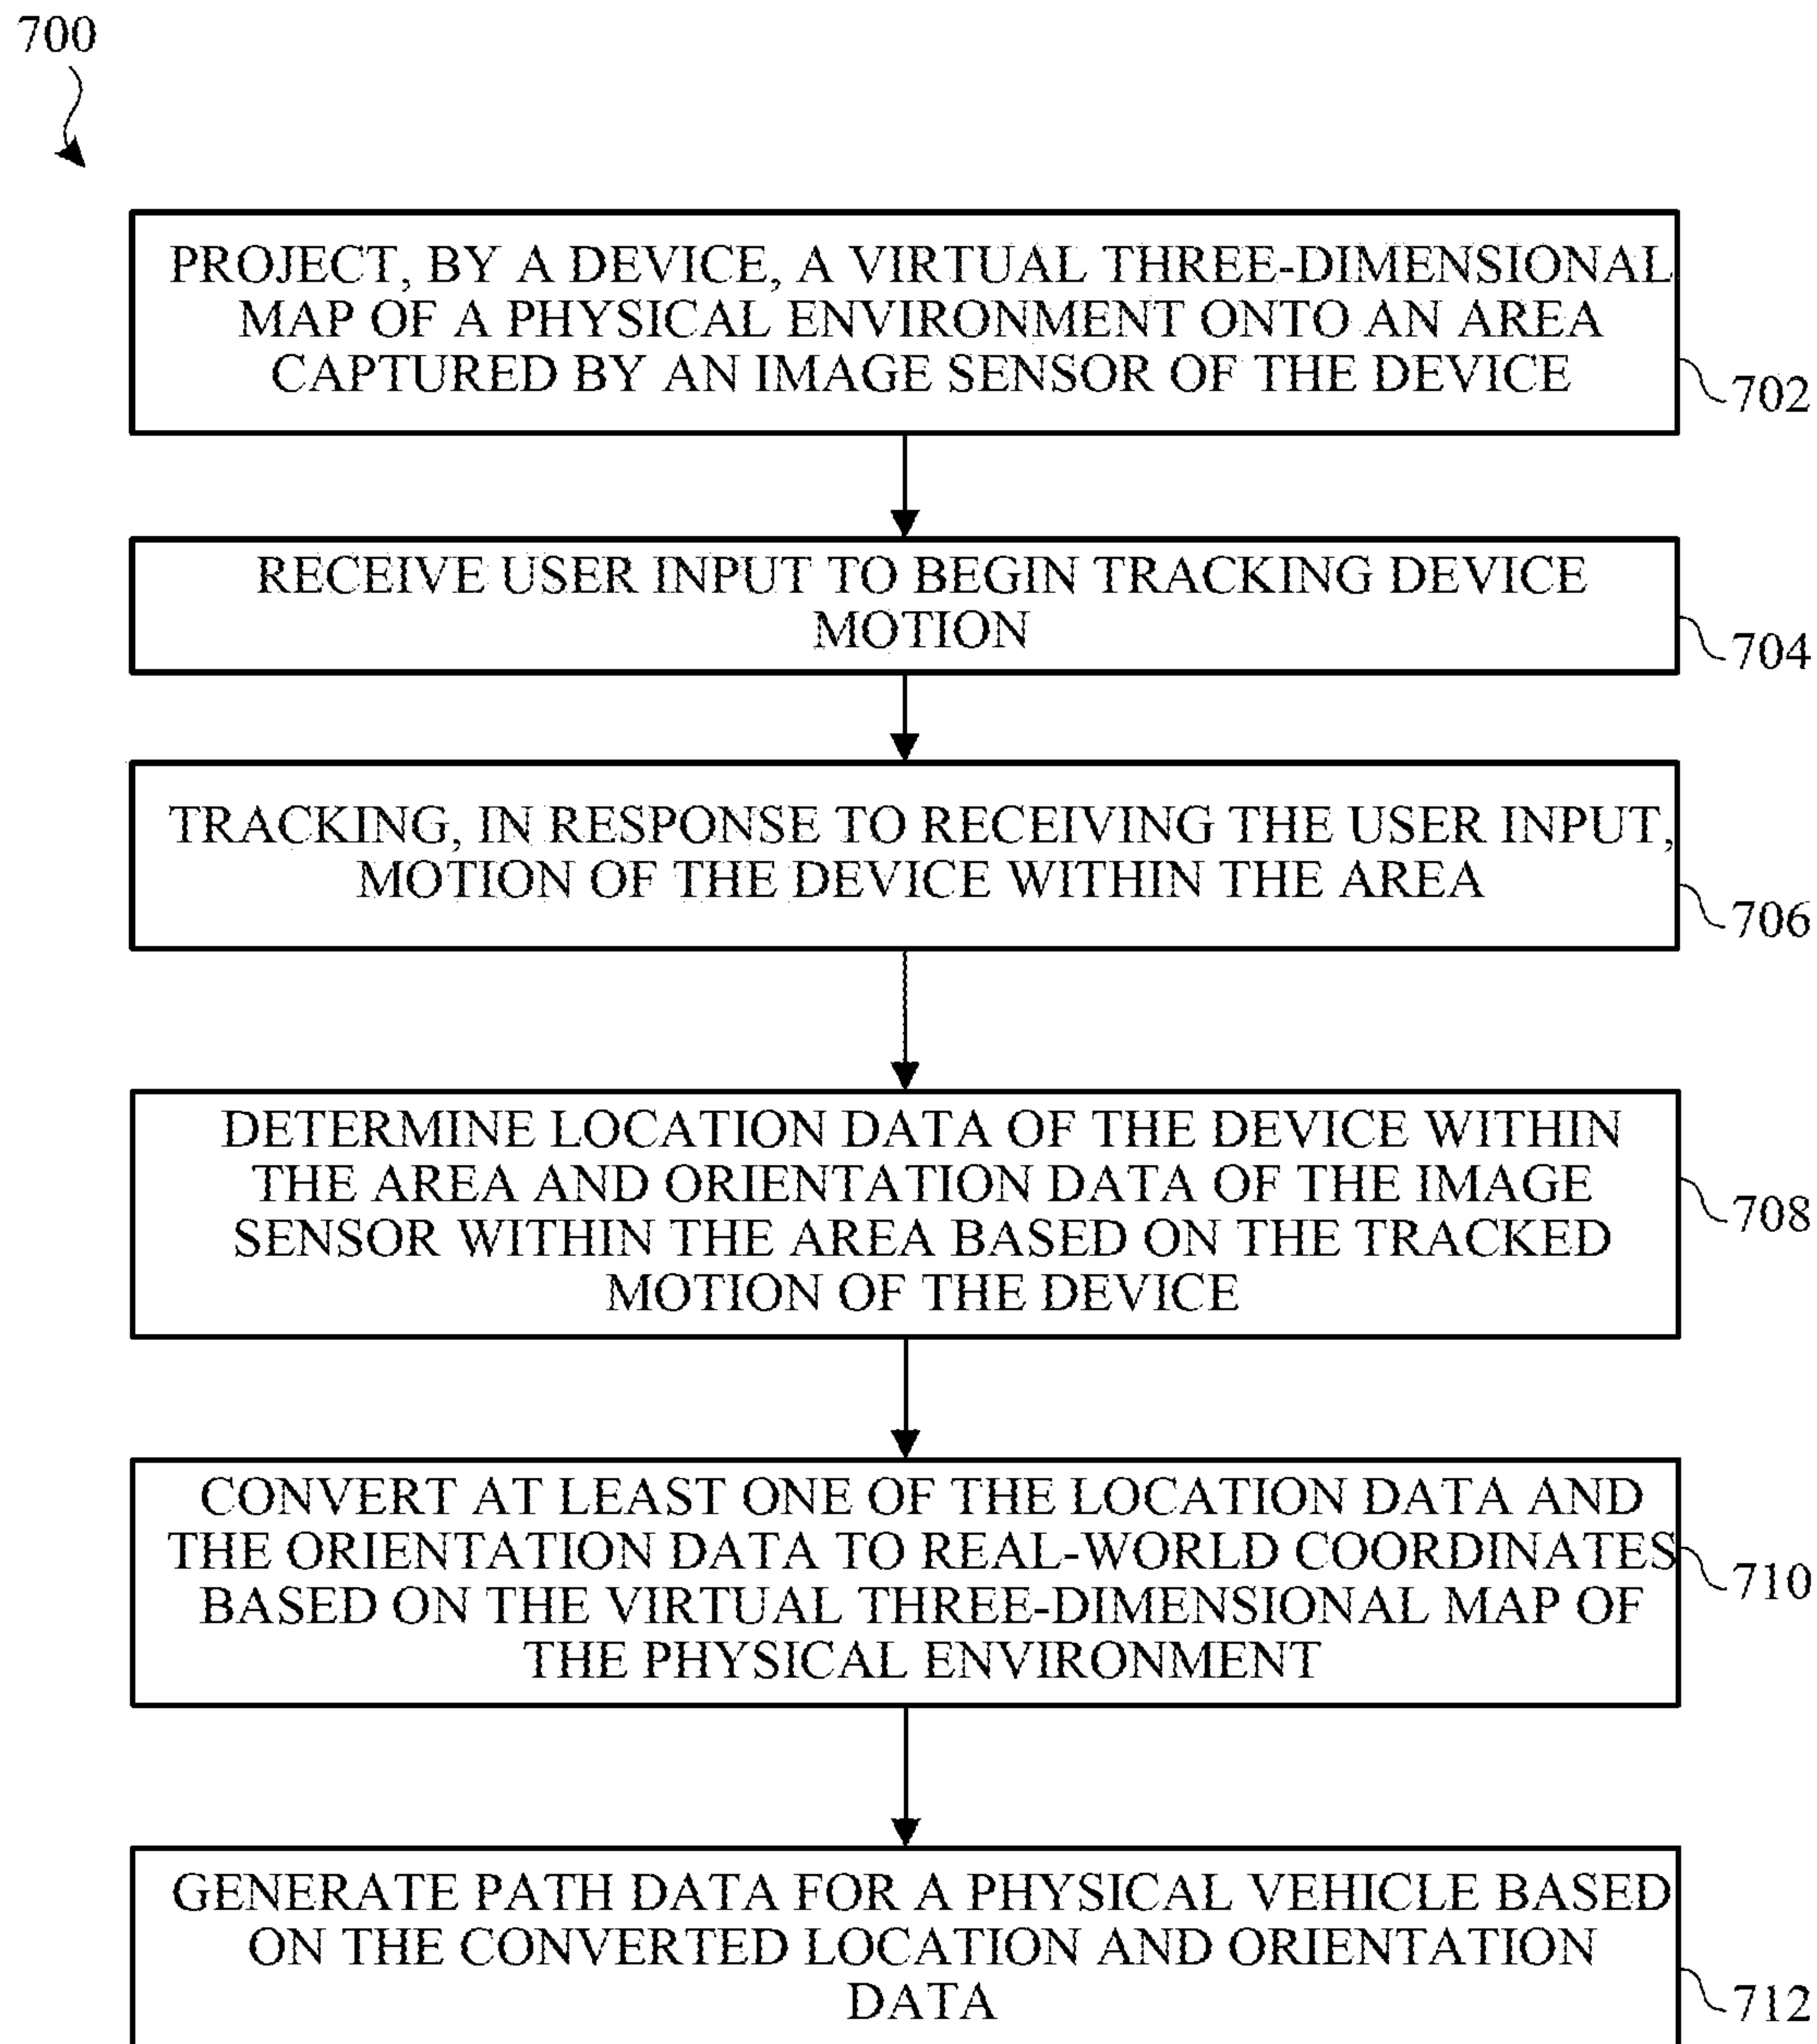 700
PROJECT, BY A DEVICE, A VIRTUAL THREE-DIMENSIONAL
MAP OF A PHYSICAL ENVIRONMENT ONTO AN AREA
CAPTURED BY AN IMAGE SENSOR OF THE DEVICE
702
RECEIVE USER INPUT TO BEGIN TRACKING DEVICE
MOTION
704
TRACKING, IN RESPONSE TO RECEIVING THE USER INPUT,
MOTION OF THE DEVICE WITHIN THE AREA
706
DETERMINE LOCATION DATA OF THE DEVICE WITHIN
THE AREA AND ORIENTATION DATA OF THE IMAGE
SENSOR WITHIN THE AREA BASED ON THE TRACKED
MOTION OF THE DEVICE
708
CONVERT AT LEAST ONE OF THE LOCATION DATA AND
THE ORIENTATION DATA TO REAL-WORLD COORDINATES
BASED ON THE VIRTUAL THREE-DIMENSIONAL MAP OF
THE PHYSICAL ENVIRONMENT
710
GENERATE PATH DATA FOR A PHYSICAL VEHICLE BASED
ON THE CONVERTED LOCATION AND ORIENTATION
DATA
712